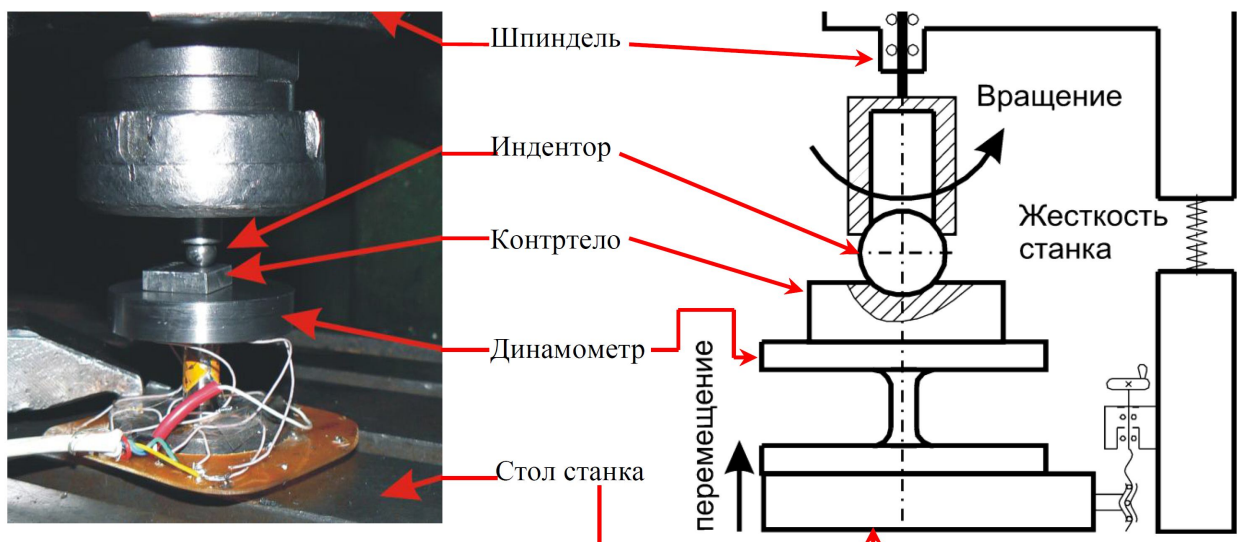 Шпиндель
Индентор
Контртело
Динамометр
Стол станка
Вращение
Жесткость
станка
перемещение